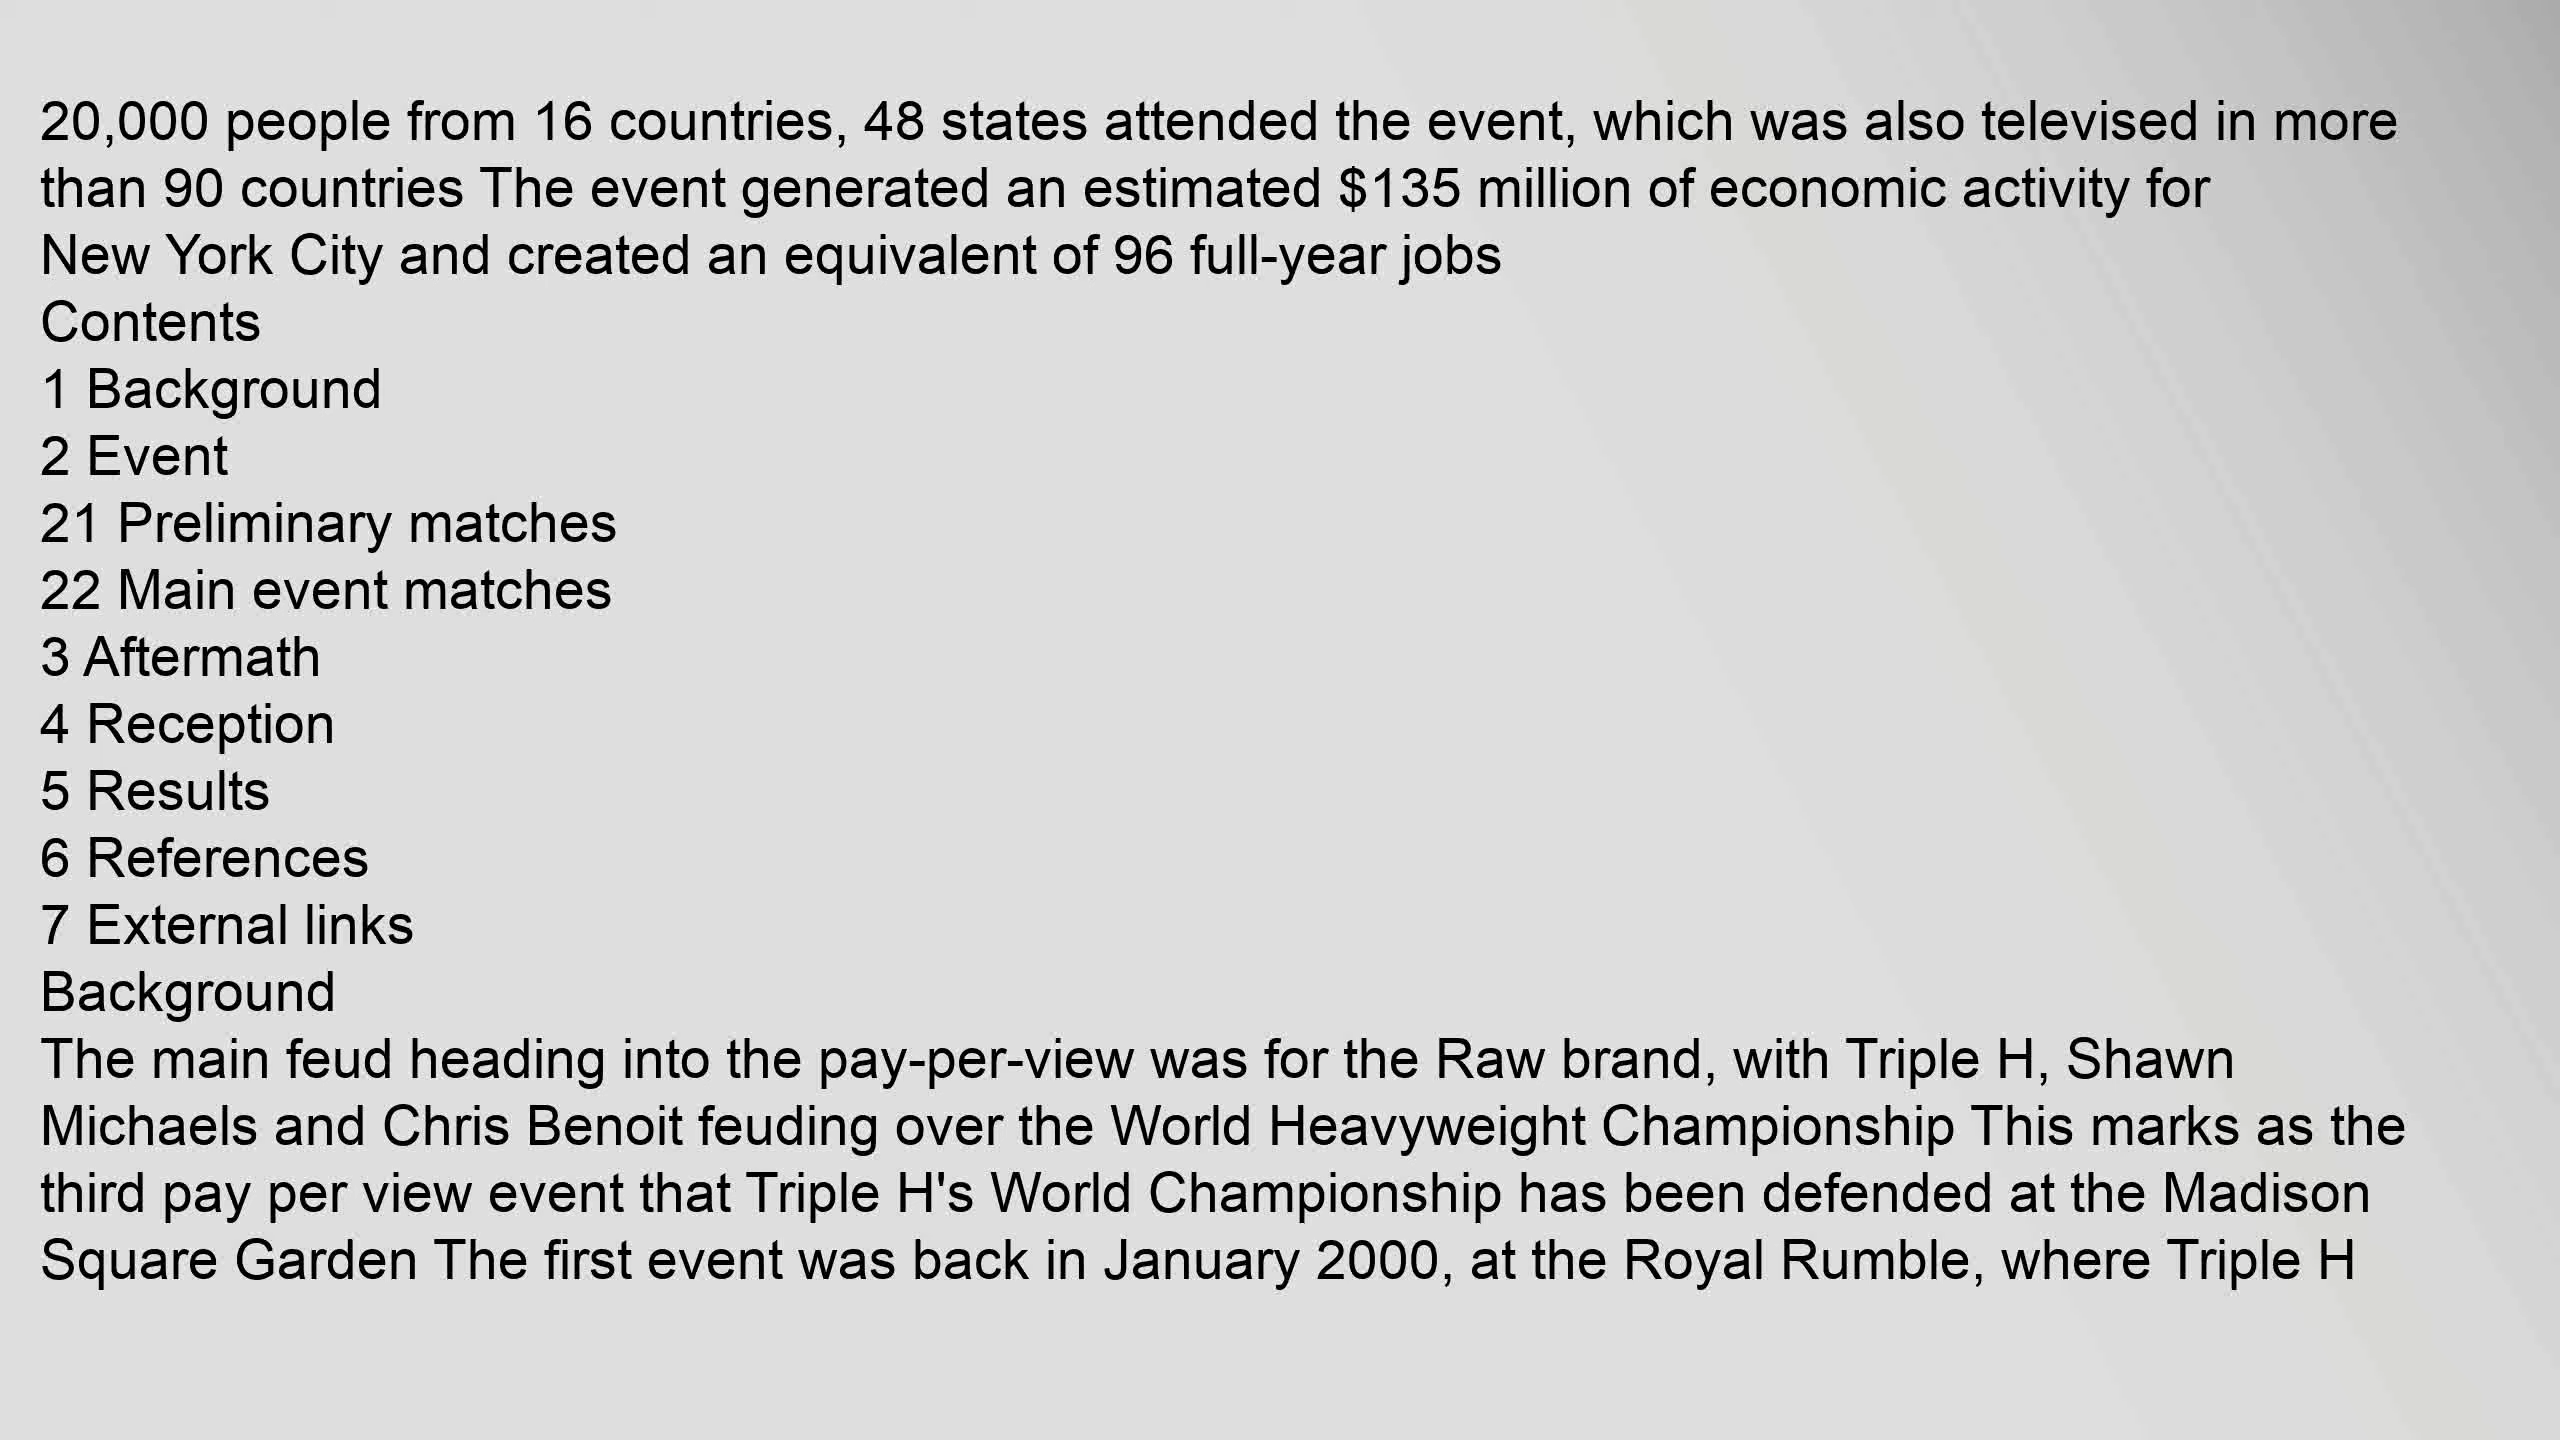 20,000 people from 16 countries, 48 states attended the event, which was also televised in more
than 90 countries The event generated an estimated $135 million of economic activity for
New York City and created an equivalent of 96 full-year jobs
Contents
1 Background
2 Event
21 Preliminary matches
22 Main event matches
3 Aftermath
4 Reception
5 Results
6 References
7 External links
Background
The main feud heading into the pay-per-view was for the Raw brand, with Triple H, Shawn
Michaels and Chris Benoit feuding over the World Heavyweight Championship This marks as the
third pay per view event that Triple H's World Championship has been defended at the Madison
Square Garden The first event was back in January 2000, at the Royal Rumble, where Triple H